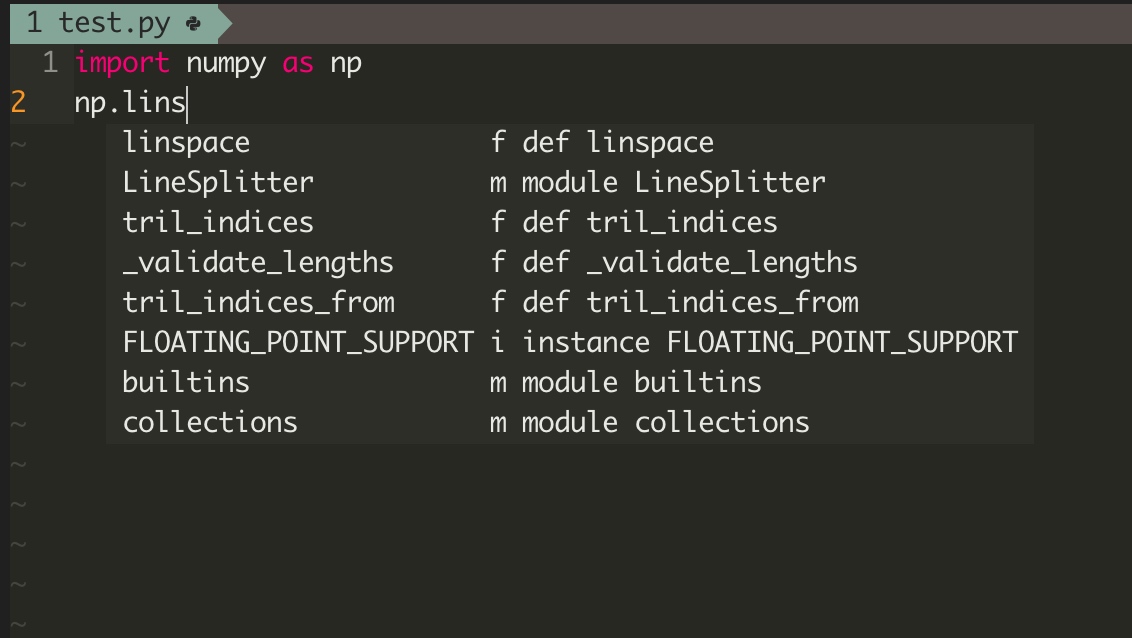 1 test.py
1 import numpy as np
2 np.lins
~ linspace f def linspace
~ LineSplitter m module LineSplitter
~ tril_indices f def tril_indices
~ _validate_lengths f def _validate_lengths
~ tril_indices_from f def tril_indices_from
~ FLOATING_POINT_SUPPORT i instance FLOATING_POINT_SUPPORT
~ builtins m module builtins
~ collections m module collections
~
~
~
~
~